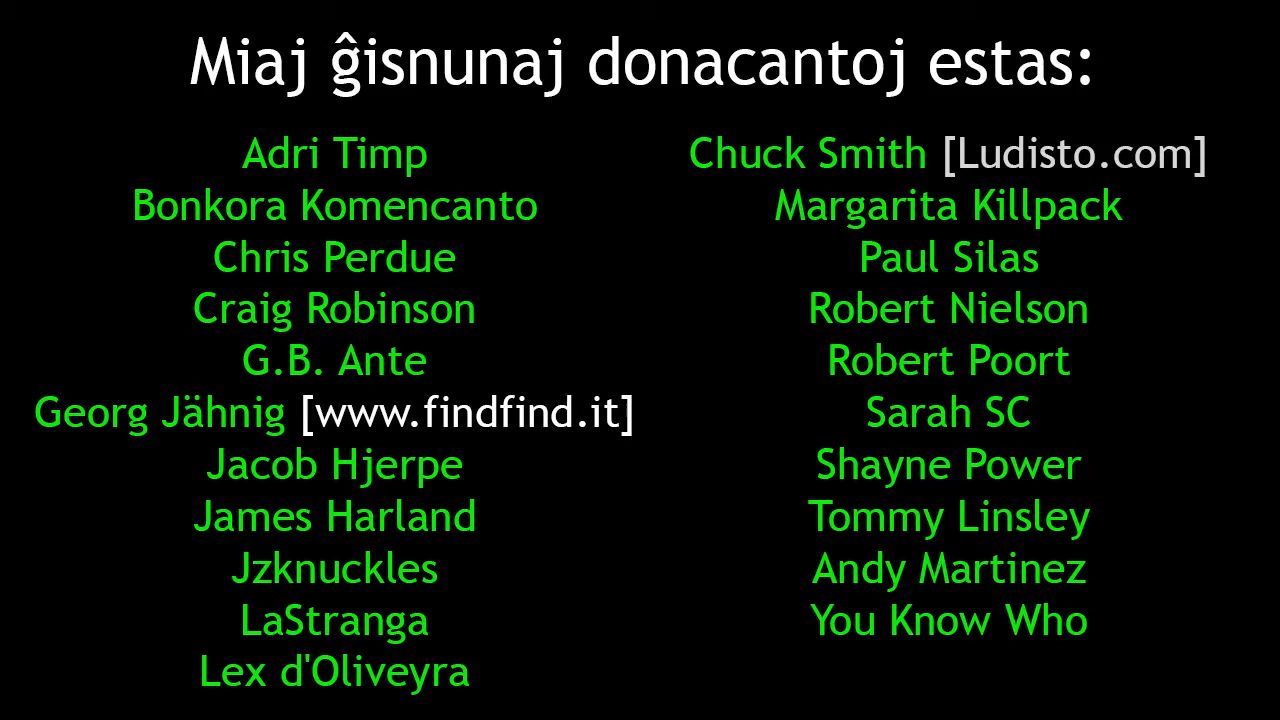 Miaj ĝisnunaj donacantoj estas:
Adri Timp
Bonkora Komencanto
Chris Perdue
Craig Robinson
G.B. Ante
Georg Jähnig [www.findfind.it]
Jacob Hjerpe
James Harland
Jzknuckles
LaStranga
Lex d'Oliveyra
Chuck Smith [Ludisto.com]
Margarita Killpack
Paul Silas
Robert Nielson
Robert Poort
Sarah SC
Shayne Power
Tommy Linsley
Andy Martinez
You Know Who